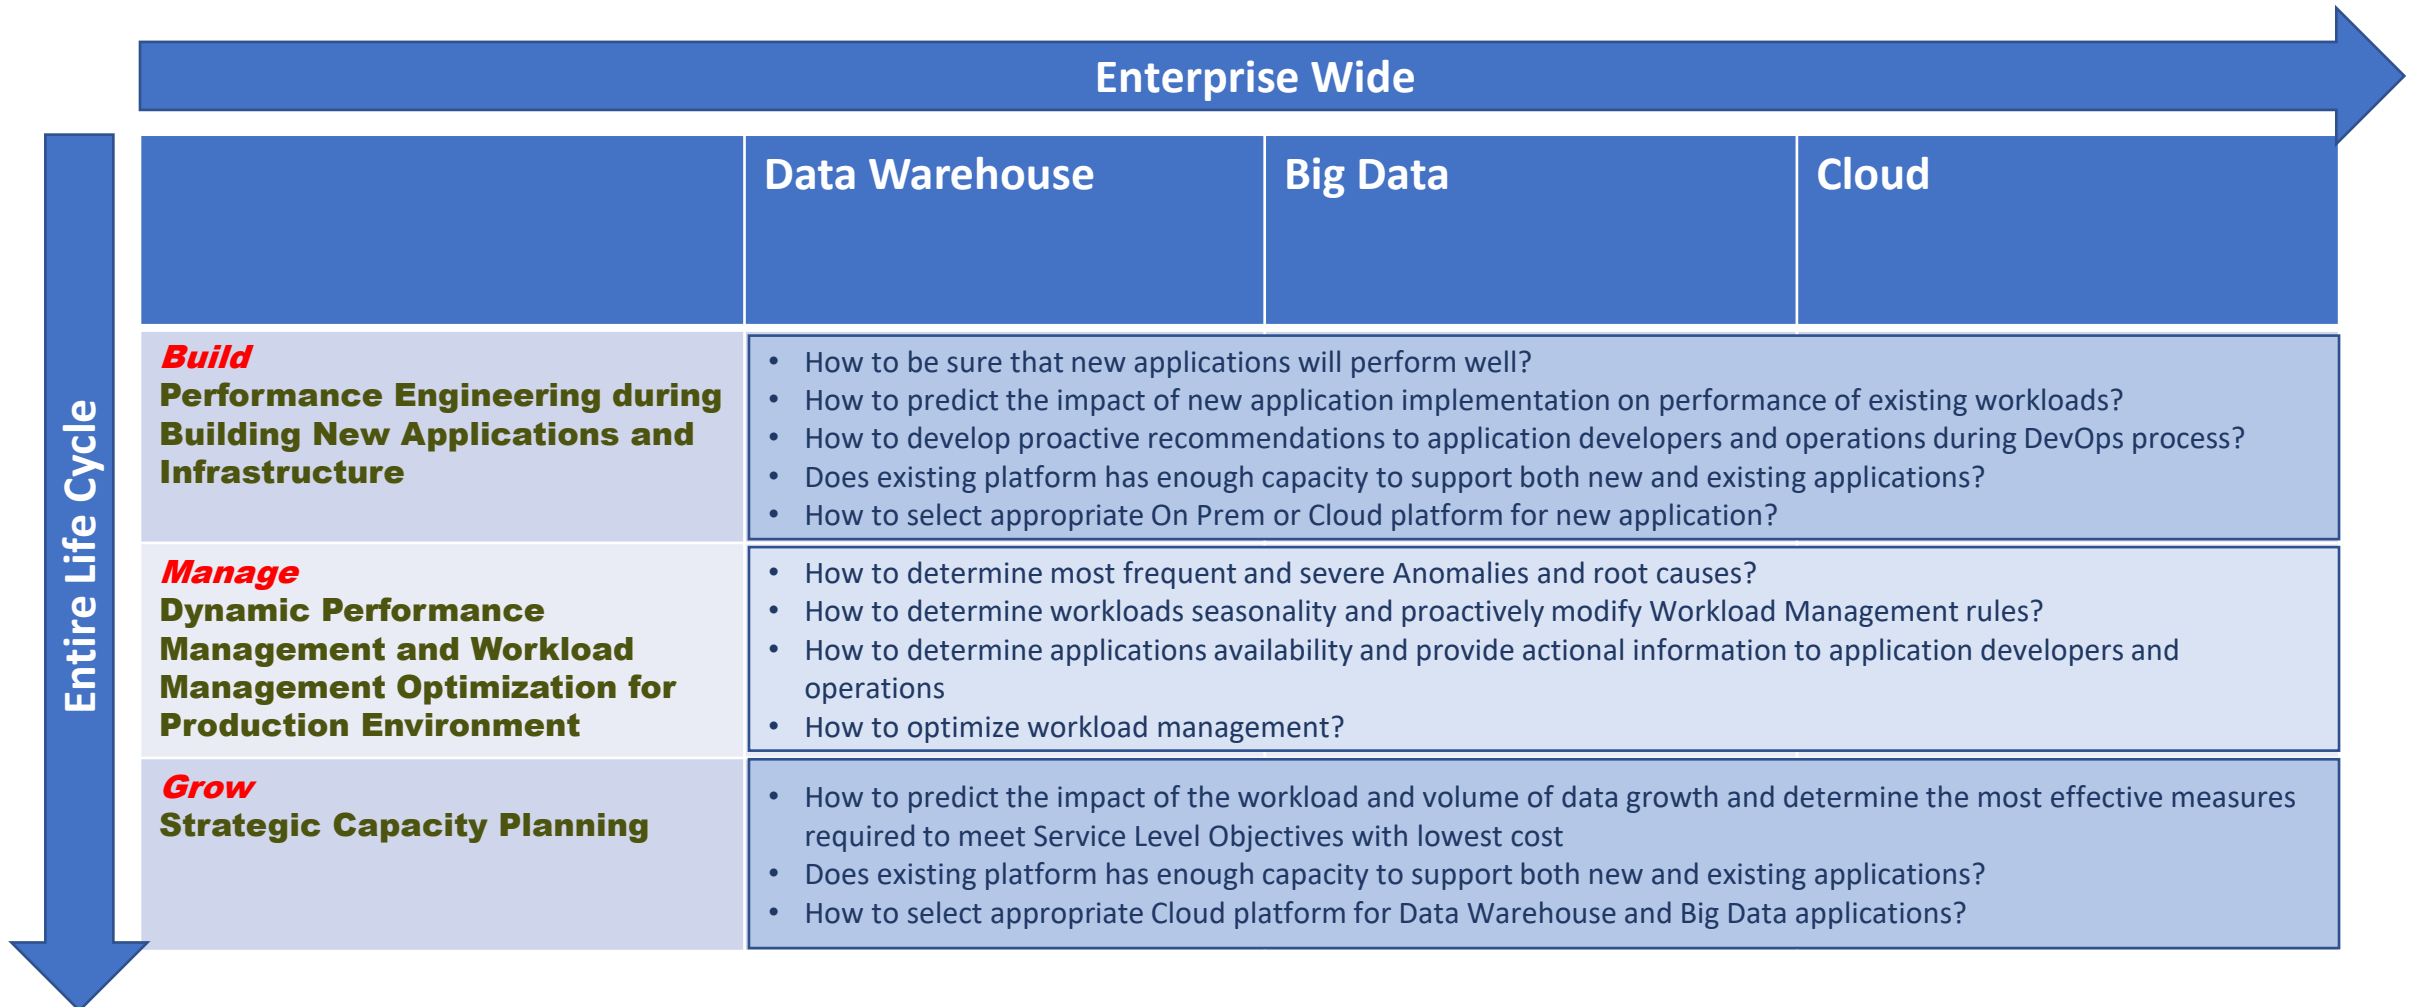 Enterprise Wide
Entire Life Cycle
Data Warehouse
Big Data
Cloud
Build
Performance Engineering during
Building New Applications and
Infrastructure
• How to be sure that new applications will perform well?
• How to predict the impact of new application implementation on performance of existing workloads?
• How to develop proactive recommendations to application developers and operations during DevOps process?
• Does existing platform has enough capacity to support both new and existing applications?
• How to select appropriate On Prem or Cloud platform for new application?
Manage
Dynamic Performance
Management and Workload
Management Optimization for
Production Environment
• How to determine most frequent and severe Anomalies and root causes?
• How to determine workloads seasonality and proactively modify Workload Management rules?
• How to determine applications availability and provide actional information to application developers and
operations
• How to optimize workload management?
Grow
Strategic Capacity Planning
• How to predict the impact of the workload and volume of data growth and determine the most effective measures
required to meet Service Level Objectives with lowest cost
• Does existing platform has enough capacity to support both new and existing applications?
• How to select appropriate Cloud platform for Data Warehouse and Big Data applications?